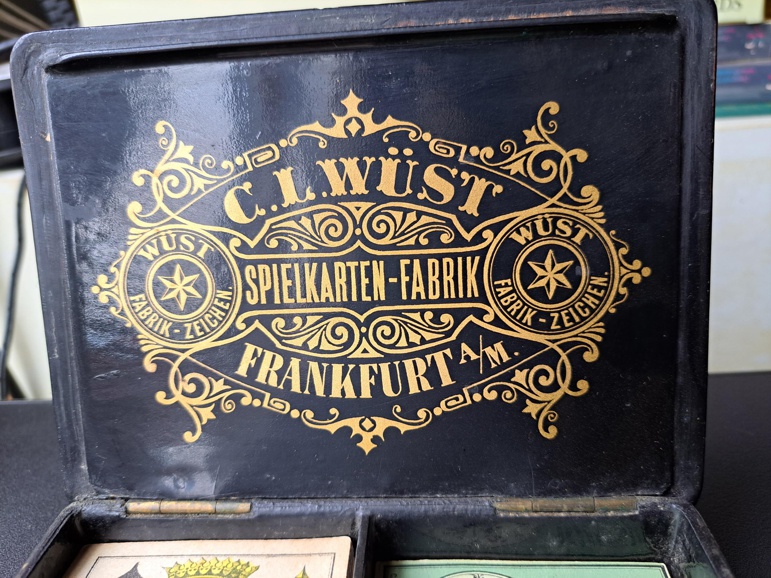 C. L. WÜST
WÜST
FABRIK-ZEICHEN.
SPIELKARTEN-FABRIK
WÜST
FABRIK-ZEICHEN.
FRANKFURT A/M.